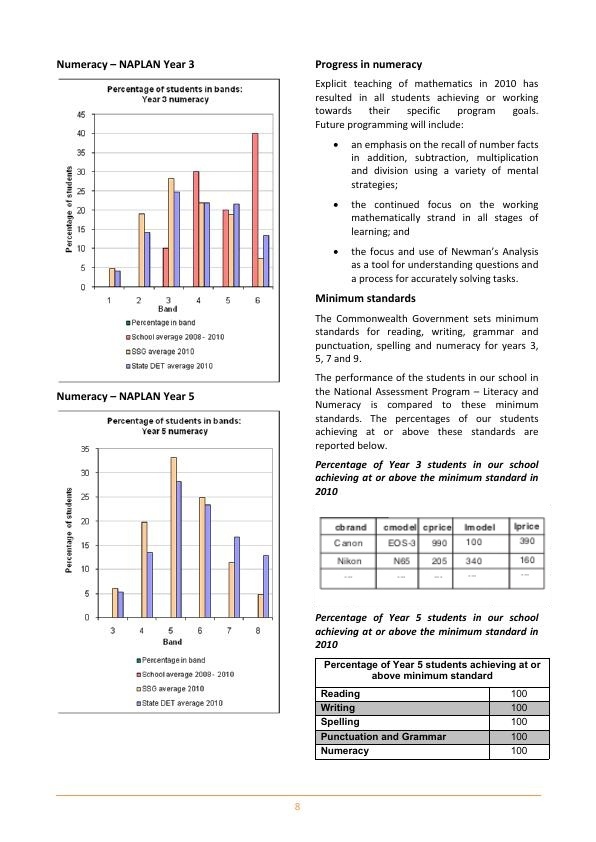 Numeracy – NAPLAN Year 3
Percentage of students in bands:
Year 3 numeracy
45
40
35
30
25
20
15
10
5
0
Percentage of students
1 2 3 4 5 6
Band
Percentage in band
School average 2008 - 2010
SSG average 2010
State DET average 2010
Numeracy – NAPLAN Year 5
Percentage of students in bands:
Year 5 numeracy
35
30
25
20
15
10
5
0
Percentage of students
3 4 5 6 7 8
Band
Percentage in band
School average 2008 - 2010
SSG average 2010
State DET average 2010
Progress in numeracy
Explicit teaching of mathematics in 2010 has
resulted in all students achieving or working
towards their specific program goals.
Future programming will include:
• an emphasis on the recall of number facts
in addition, subtraction, multiplication
and division using a variety of mental
strategies;
• the continued focus on the working
mathematically strand in all stages of
learning; and
• the focus and use of Newman's Analysis
as a tool for understanding questions and
a process for accurately solving tasks.
Minimum standards
The Commonwealth Government sets minimum
standards for reading, writing, grammar and
punctuation, spelling and numeracy for years 3,
5, 7 and 9.
The performance of the students in our school in
the National Assessment Program – Literacy and
Numeracy is compared to these minimum
standards. The percentages of our students
achieving at or above these standards are
reported below.
Percentage of Year 3 students in our school
achieving at or above the minimum standard in
2010
cbrand cmodel cprice lmodel lprice
Canon EOS-3 990 100 390
Nikon N65 205 340 160
... ... ... ... ...
Percentage of Year 5 students in our school
achieving at or above the minimum standard in
2010
Percentage of Year 5 students achieving at or
above minimum standard
Reading 100
Writing 100
Spelling 100
Punctuation and Grammar 100
Numeracy 100
8